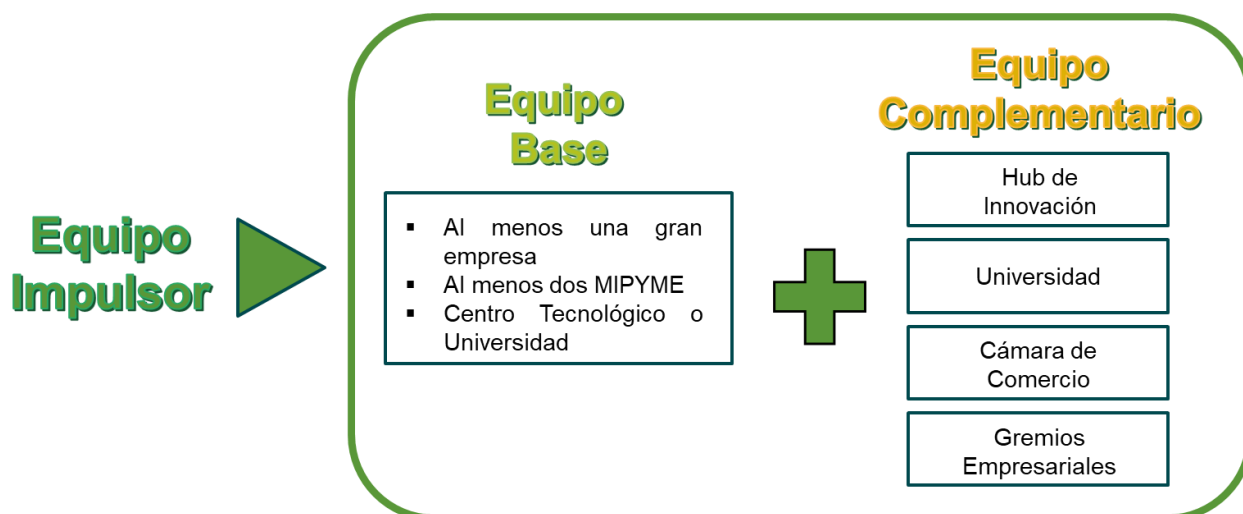 Equipo
Impulsor
Equipo
Base
▪ Al menos una gran
empresa
▪ Al menos dos MIPYME
▪ Centro Tecnológico o
Universidad
Equipo
Complementario
Hub de
Innovación
Universidad
Cámara de
Comercio
Gremios
Empresariales